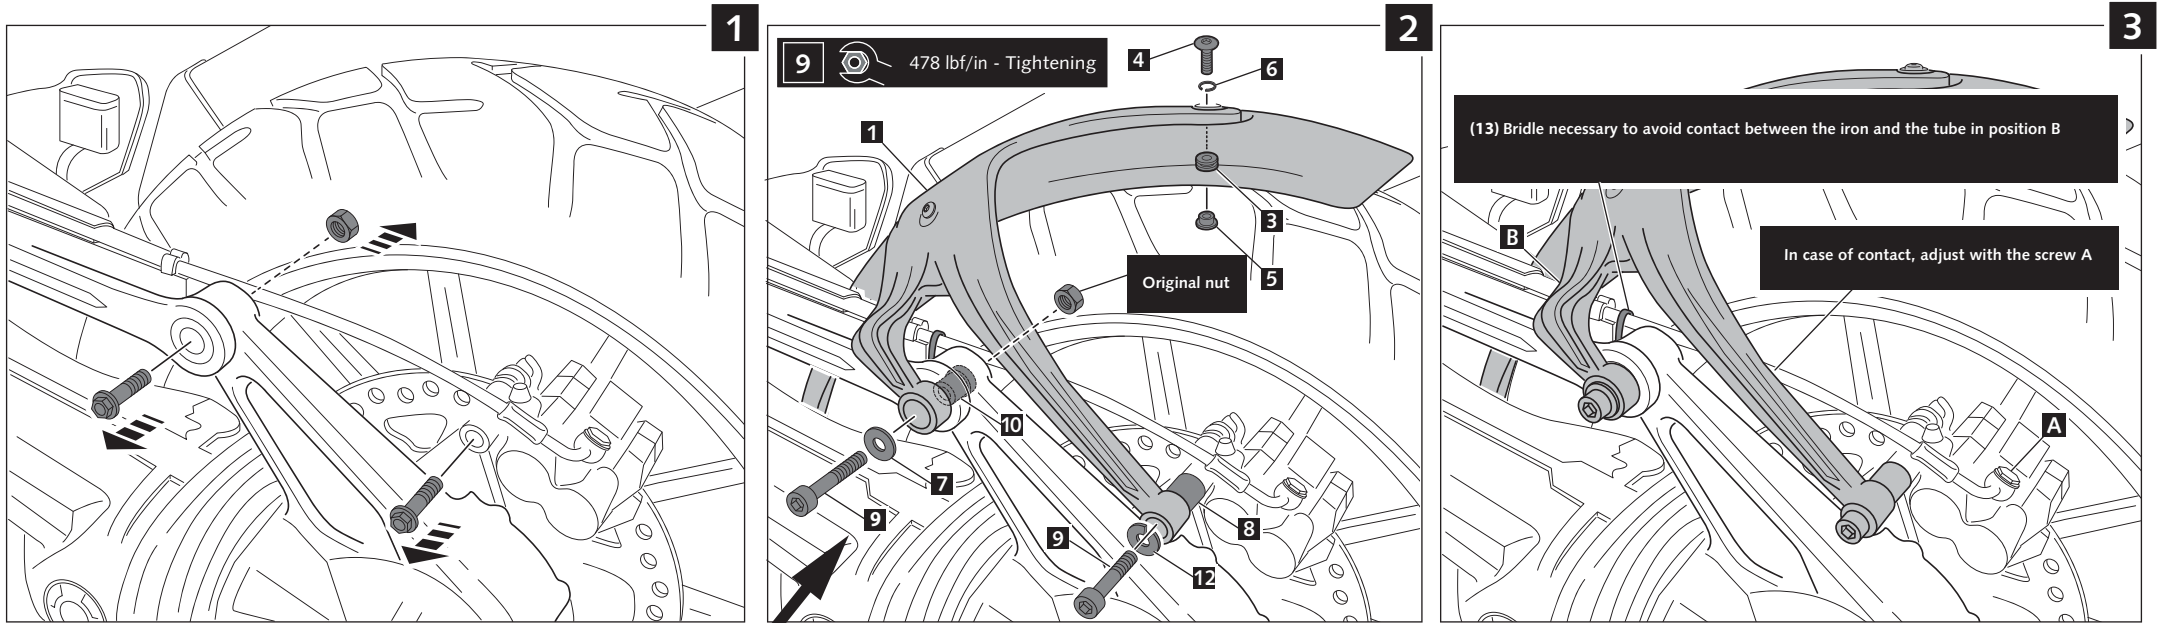 1
2
9 478 lbf/in - Tightening
4
6
1
3
5
Original nut
10
7
9
8
9
12
3
(13) Bridle necessary to avoid contact between the iron and the tube in position B
B
In case of contact, adjust with the screw A
A